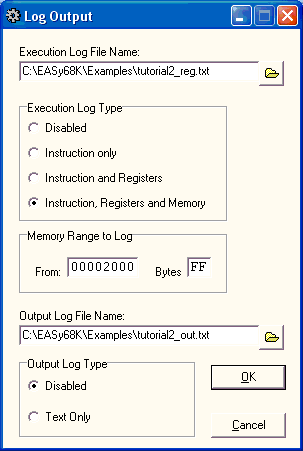 Log Output
Execution Log File Name:
C:\EASy68K\Examples\tutorial2_reg.txt
Execution Log Type
Disabled
Instruction only
Instruction and Registers
Instruction, Registers and Memory
Memory Range to Log
From: 00002000 Bytes FF
Output Log File Name:
C:\EASy68K\Examples\tutorial2_out.txt
Output Log Type
Disabled
Text Only
OK
Cancel